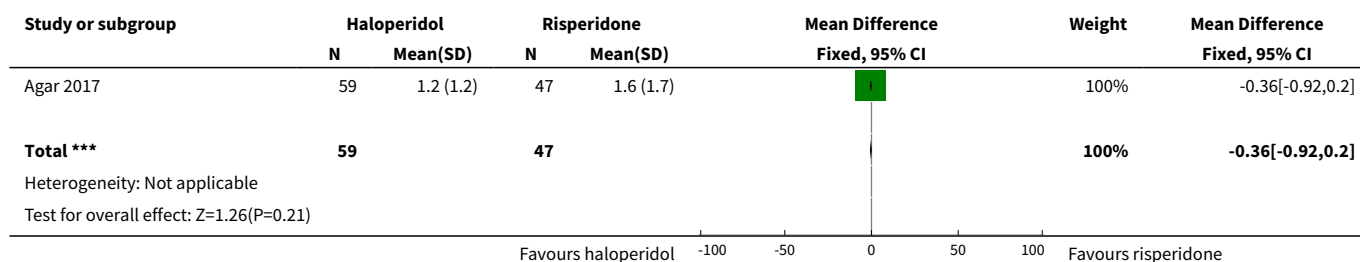 Study or subgroup Haloperidol Risperidone Mean Difference Weight Mean Difference
N Mean(SD) N Mean(SD) Fixed, 95% CI Fixed, 95% CI
Agar 2017 59 1.2 (1.2) 47 1.6 (1.7) 100% -0.36[-0.92,0.2]
Total *** 59 47 100% -0.36[-0.92,0.2]
Heterogeneity: Not applicable
Test for overall effect: Z=1.26(P=0.21)
Favours haloperidol -100 -50 0 50 100 Favours risperidone